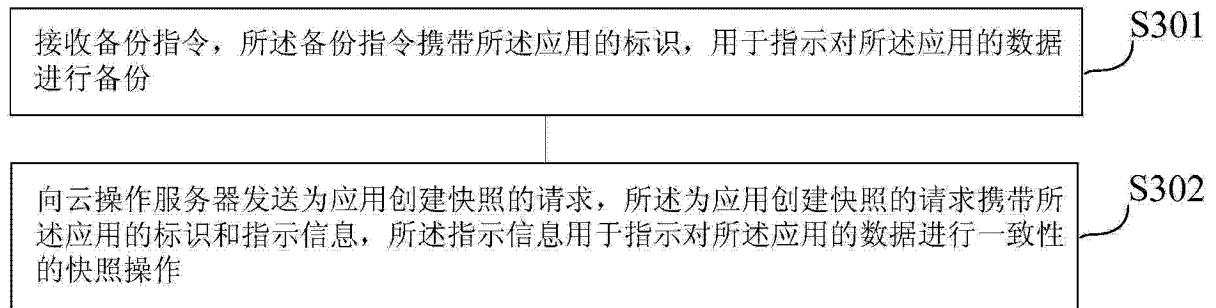 接收备份指令，所述备份指令携带所述应用的标识，用于指示对所述应用的数据
进行备份
S301
向云操作服务器发送为应用创建快照的请求，所述为应用创建快照的请求携带所
述应用的标识和指示信息，所述指示信息用于指示对所述应用的数据进行一致性
的快照操作
S302